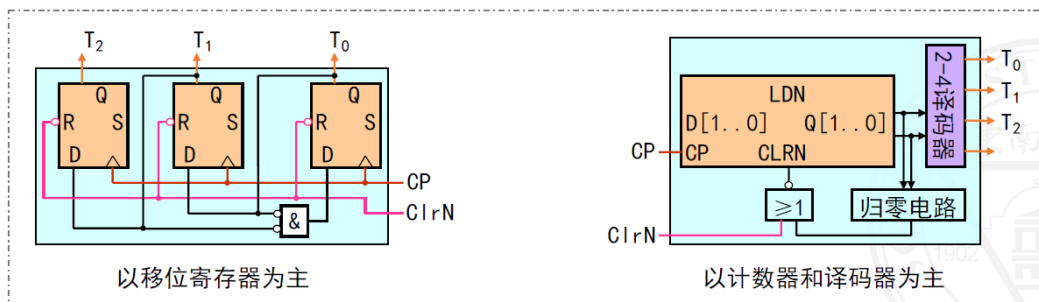 T2
T1
T0
Q
R
S
D
Q
R
S
D
Q
R
S
D
&
CP
ClrN
以移位寄存器为主
LDN
D[1..0]
Q[1..0]
CP
CLRN
CP
2-4译码器
T0
T1
T2
≥1
归零电路
ClrN
以计数器和译码器为主
1902